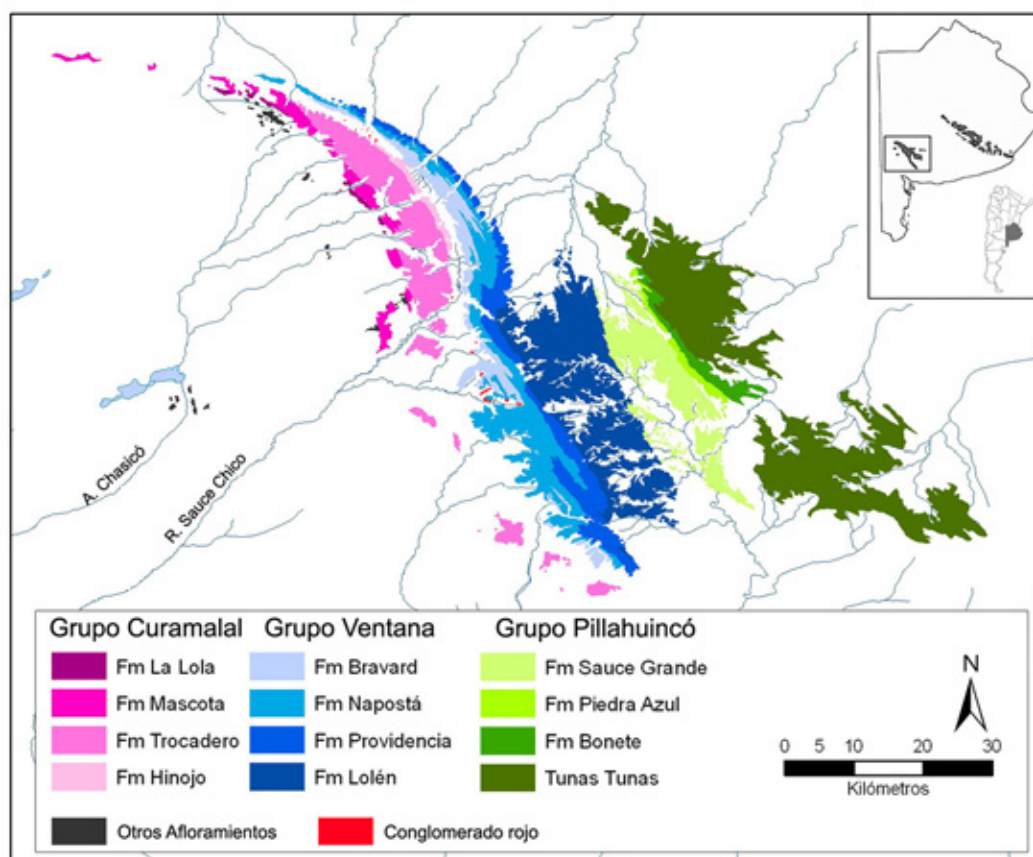 A. Chasicó
R. Sauce Chico
Grupo Curamalal
Fm La Lola
Fm Mascota
Fm Trocadero
Fm Hinojo
Grupo Ventana
Fm Bravard
Fm Napostá
Fm Providencia
Fm Lolén
Grupo Pillahuincó
Fm Sauce Grande
Fm Piedra Azul
Fm Bonete
Tunas Tunas
Otros Afloramientos
Conglomerado rojo
N
0 5 10 20 30
Kilómetros